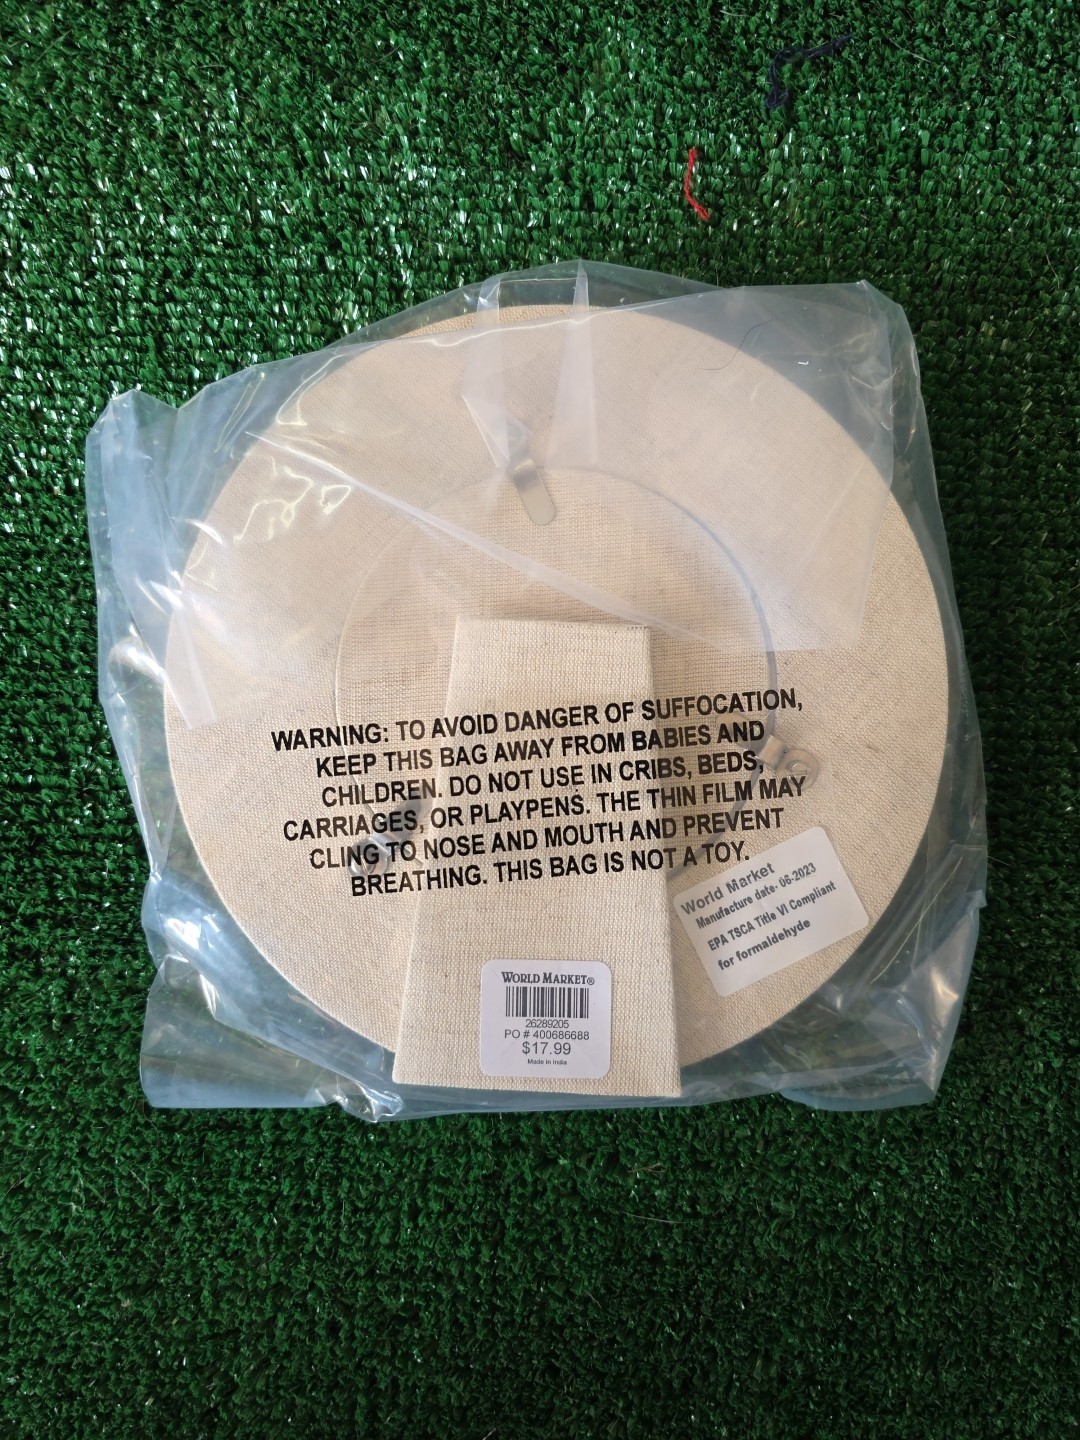 WARNING: TO AVOID DANGER OF SUFFOCATION,
KEEP THIS BAG AWAY FROM BABIES AND
CHILDREN. DO NOT USE IN CRIBS, BEDS,
CARRIAGES, OR PLAYPENS. THE THIN FILM MAY
CLING TO NOSE AND MOUTH AND PREVENT
BREATHING. THIS BAG IS NOT A TOY.
World Market
Manufacture date- 06-2023
EPA TSCA Title VI Compliant
for formaldehyde
WORLD MARKET®
26289205
PO # 400686688
$17.99
Made in India